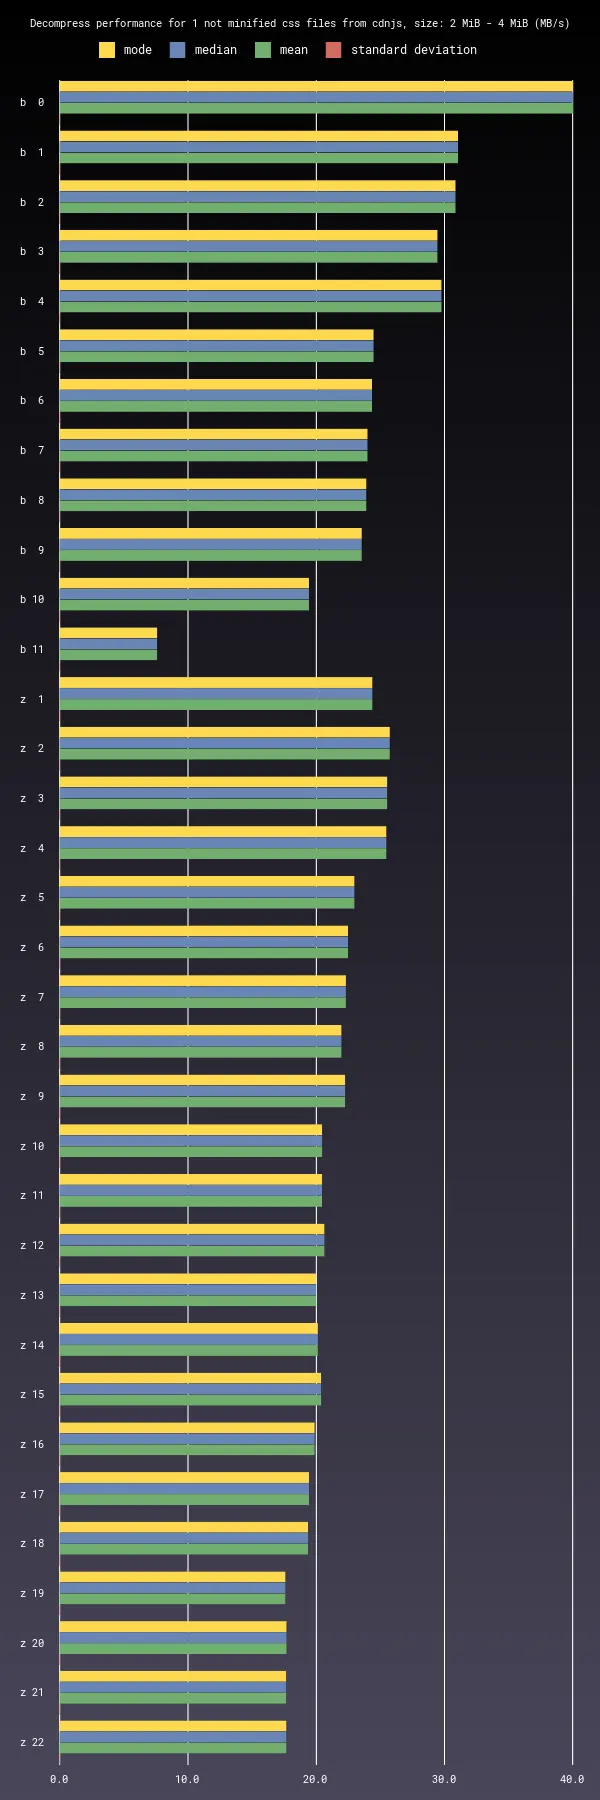 Decompress performance for 1 not minified css files from cdnjs, size: 2 MiB - 4 MiB (MB/s)
mode median mean standard deviation
b 0
b 1
b 2
b 3
b 4
b 5
b 6
b 7
b 8
b 9
b 10
b 11
z 1
z 2
z 3
z 4
z 5
z 6
z 7
z 8
z 9
z 10
z 11
z 12
z 13
z 14
z 15
z 16
z 17
z 18
z 19
z 20
z 21
z 22
0.0 10.0 20.0 30.0 40.0